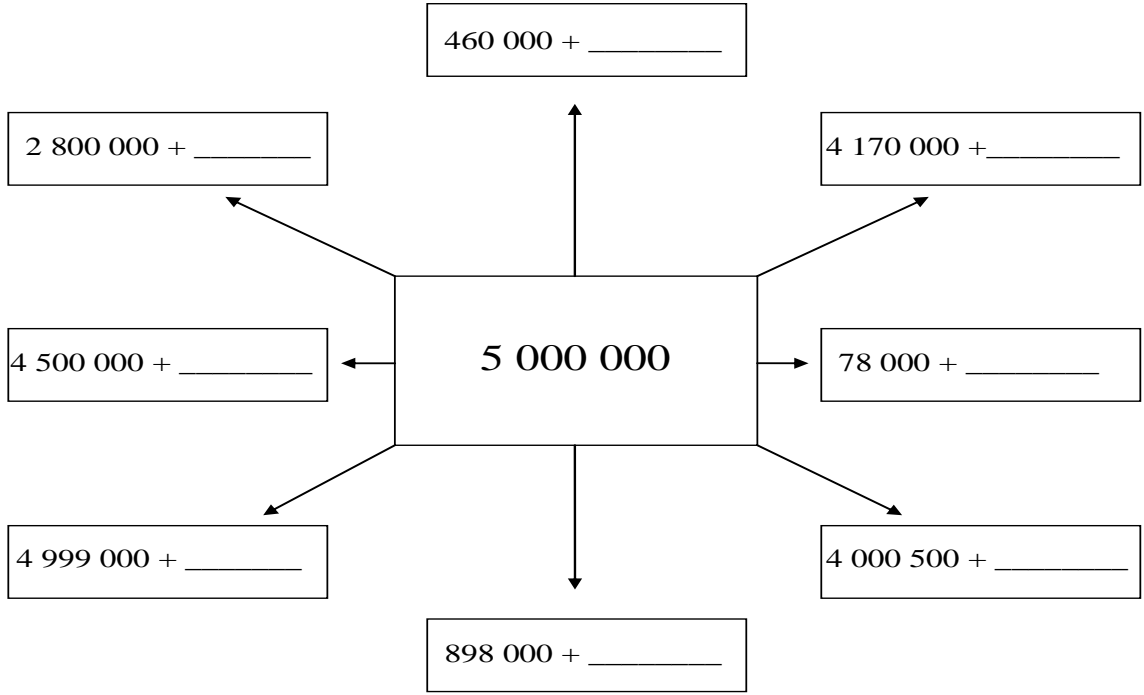 460 000 + ________
2 800 000 + _______
4 170 000 +________
4 500 000 + ________
5 000 000
78 000 + ________
4 999 000 + _______
4 000 500 + ________
898 000 + ________